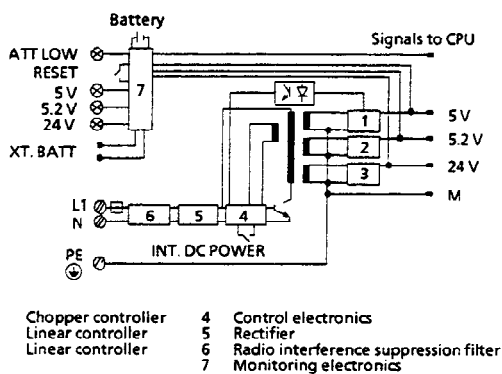 Battery
Signals to CPU
ATT LOW
RESET
7
5 V
5.2 V
24 V
XT. BATT
1
5 V
2
5.2 V
3
24 V
M
L1
N
6
5
4
INT. DC POWER
PE
Chopper controller 4 Control electronics
Linear controller 5 Rectifier
Linear controller 6 Radio interference suppression filter
7 Monitoring electronics